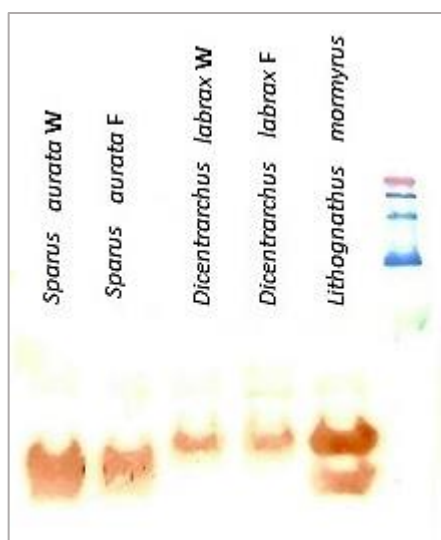 Sparus aurata W
Sparus aurata F
Dicentrarchus labrax W
Dicentrarchus labrax F
Lithognathus mormyrus